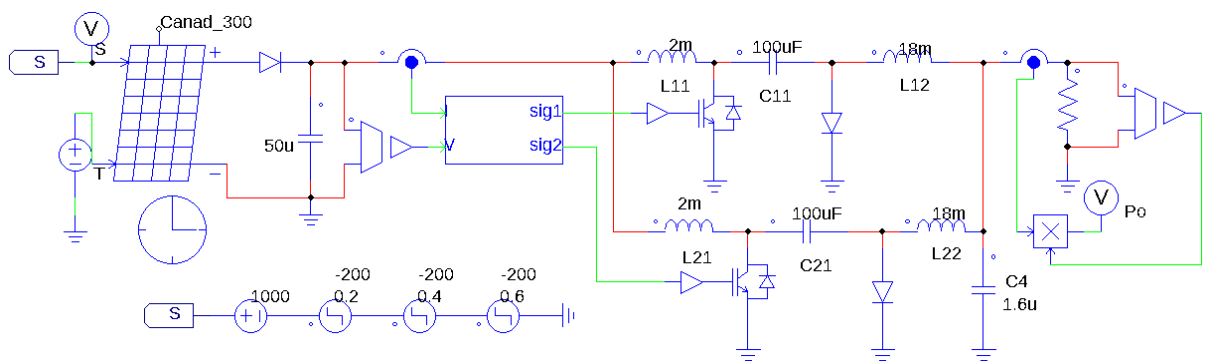 Canad_300
V
S
S
+
2m
100uF
18m
L11
C11
L12
I
sig1
V
sig2
50u
T
−
2m
100uF
18m
L21
C21
L22
V
Po
C4
1.6u
-200
-200
-200
1000
0.2
0.4
0.6
S